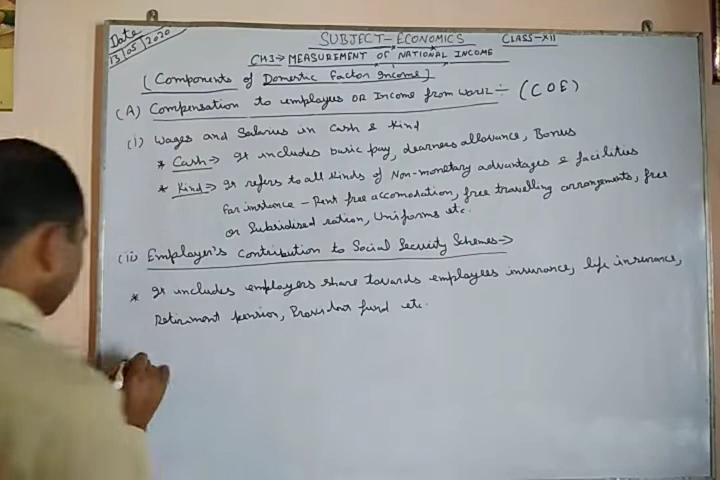 Date
13/05/2020
SUBJECT-ECONOMICS CLASS-XII
CH3→ MEASUREMENT OF NATIONAL INCOME
[Components of Domestic Factor Income]
(A) Compensation to employees OR Income from work :- (COE)
(i) Wages and Salaries in Cash & Kind
* Cash→ It includes basic pay, dearness allowance, Bonus
* Kind→ It refers to all kinds of Non-monetary advantages & facilities
For instance - Rent free accomodation, free travelling arrangements, free
or Subsidized ration, Uniforms etc.
(ii) Employer's Contribution to Social Security Schemes→
* It includes employers share towards employees insurance, life insurance,
Retirement pension, Provident fund etc.